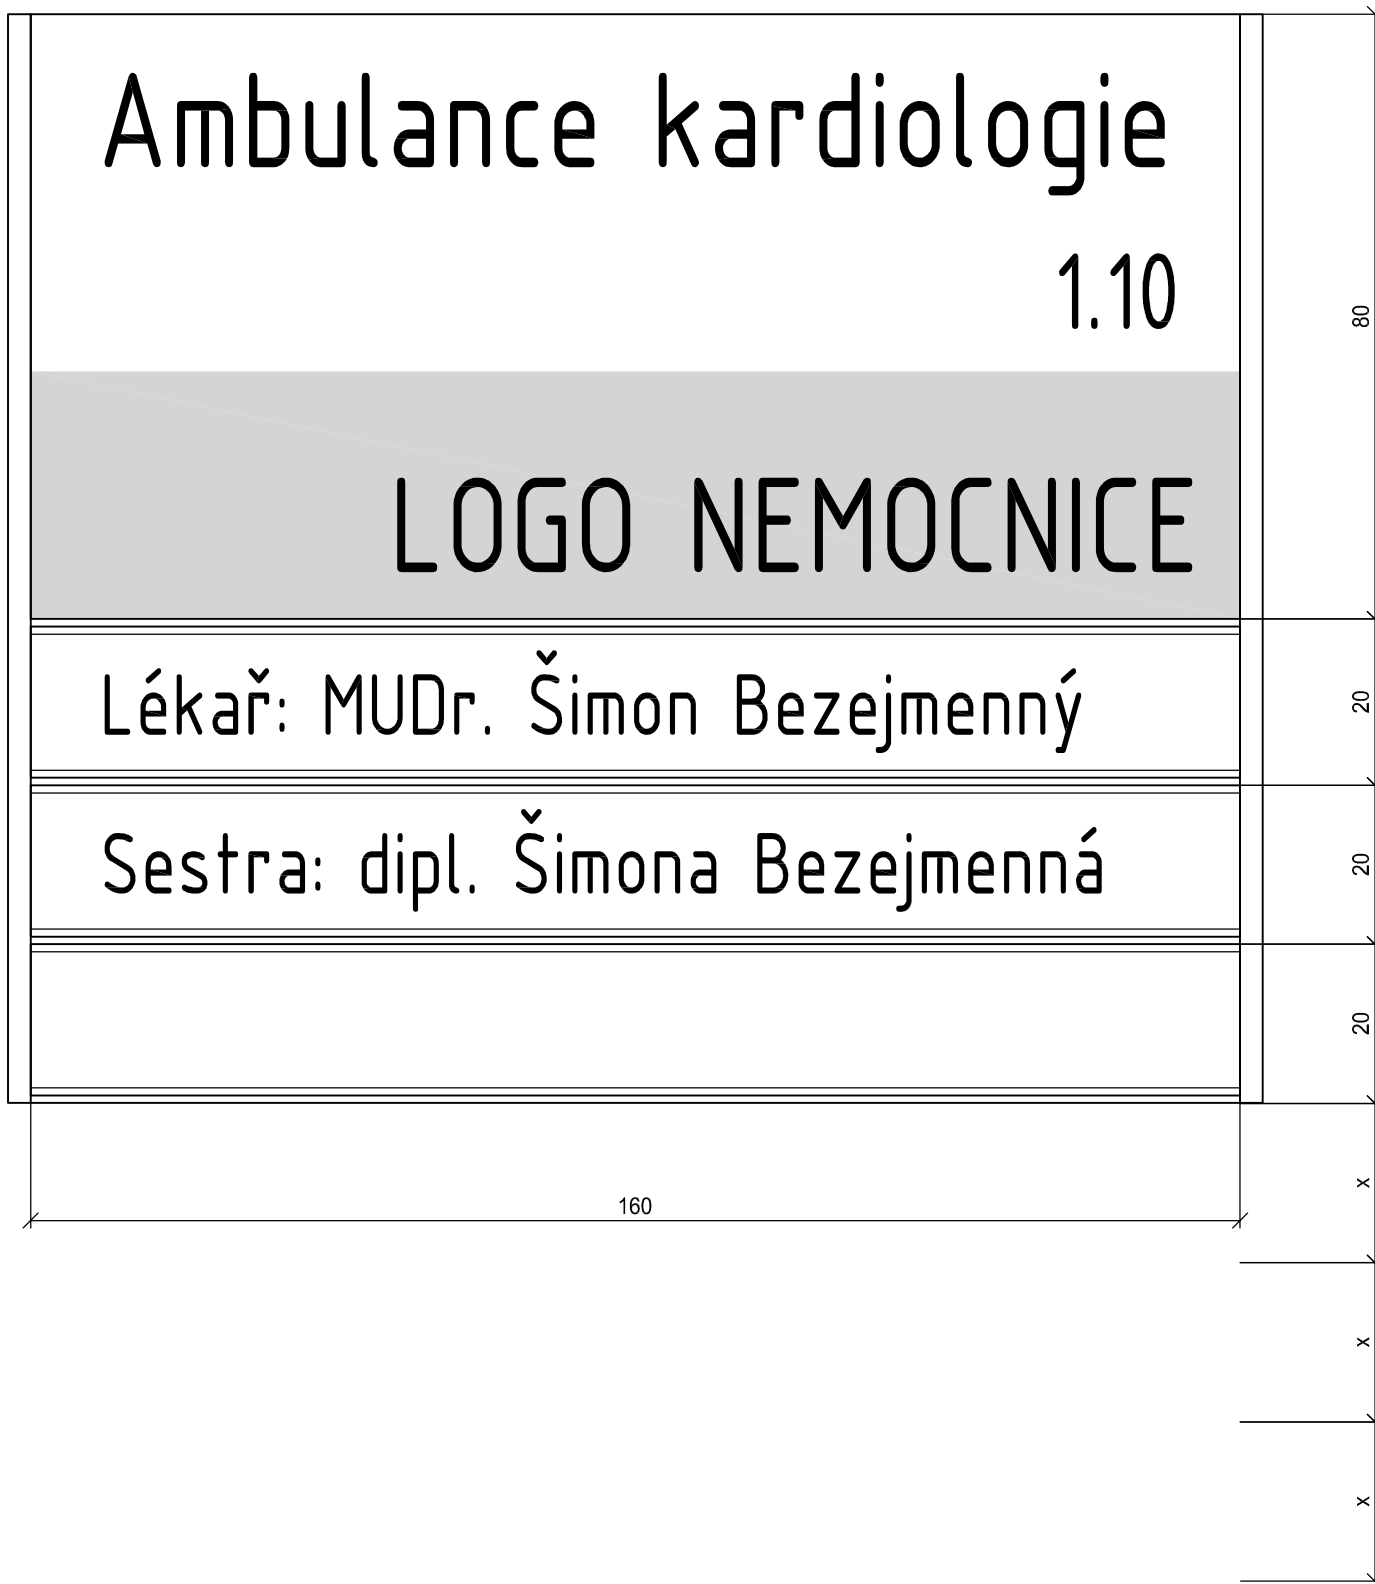 Ambulance kardiologie
1.10
80
LOGO NEMOCNICE
Lékař: MUDr. Šimon Bezejmenný
20
Sestra: dipl. Šimona Bezejmenná
20
20
x
160
x
x